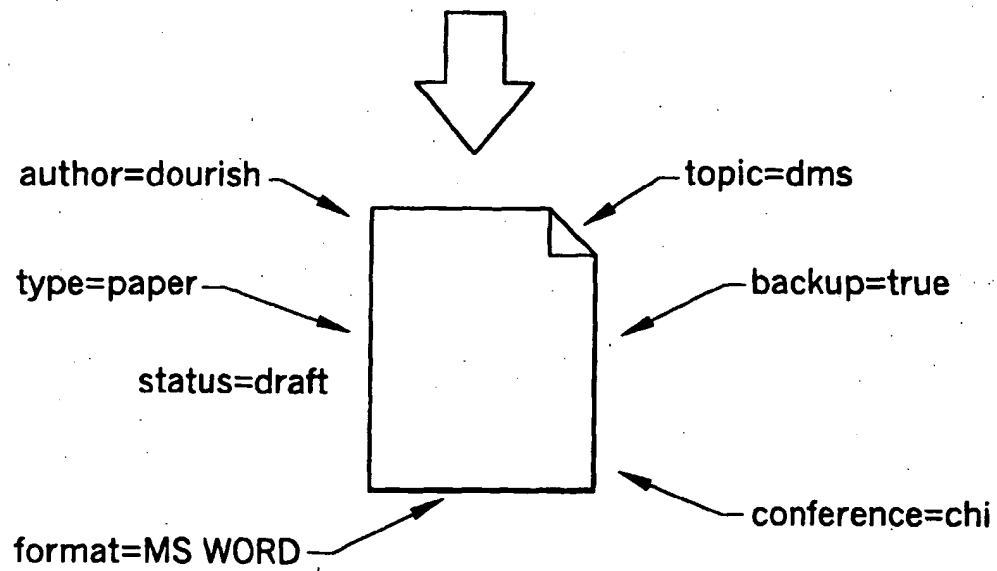 author=dourish
topic=dms
type=paper
backup=true
status=draft
conference=chi
format=MS WORD